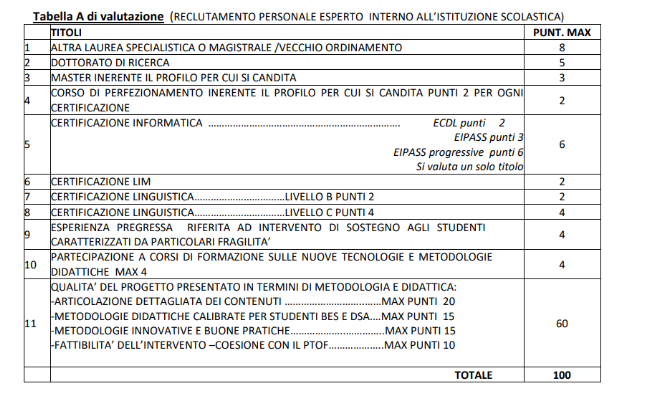 Tabella A di valutazione (RECLUTAMENTO PERSONALE ESPERTO INTERNO ALL'ISTITUZIONE SCOLASTICA)
TITOLI PUNT. MAX
1 ALTRA LAUREA SPECIALISTICA O MAGISTRALE /VECCHIO ORDINAMENTO 8
2 DOTTORATO DI RICERCA 5
3 MASTER INERENTE IL PROFILO PER CUI SI CANDITA 3
4 CORSO DI PERFEZIONAMENTO INERENTE IL PROFILO PER CUI SI CANDITA PUNTI 2 PER OGNI
CERTIFICAZIONE 2
5 CERTIFICAZIONE INFORMATICA ………………………………………………………. ECDL punti 2
EIPASS punti 3
EIPASS progressive punti 6
Si valuta un solo titolo
6
6 CERTIFICAZIONE LIM 2
7 CERTIFICAZIONE LINGUISTICA……………………………LIVELLO B PUNTI 2 2
8 CERTIFICAZIONE LINGUISTICA……………………………LIVELLO C PUNTI 4 4
9 ESPERIENZA PREGRESSA RIFERITA AD INTERVENTO DI SOSTEGNO AGLI STUDENTI
CARATTERIZZATI DA PARTICOLARI FRAGILITA' 4
10 PARTECIPAZIONE A CORSI DI FORMAZIONE SULLE NUOVE TECNOLOGIE E METODOLOGIE
DIDATTICHE MAX 4 4
11 QUALITA' DEL PROGETTO PRESENTATO IN TERMINI DI METODOLOGIA E DIDATTICA:
-ARTICOLAZIONE DETTAGLIATA DEI CONTENUTI ……………………………MAX PUNTI 20
-METODOLOGIE DIDATTICHE CALIBRATE PER STUDENTI BES E DSA….MAX PUNTI 15
-METODOLOGIE INNOVATIVE E BUONE PRATICHE……………………………MAX PUNTI 15
-FATTIBILITA' DELL'INTERVENTO –COESIONE CON IL PTOF………………..MAX PUNTI 10
60
TOTALE 100